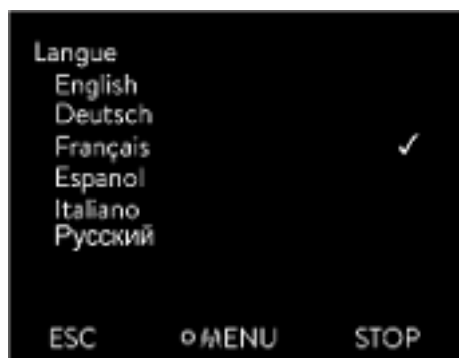 Langue
English
Deutsch
Français
Espanol
Italiano
Русский
ESC MENU STOP